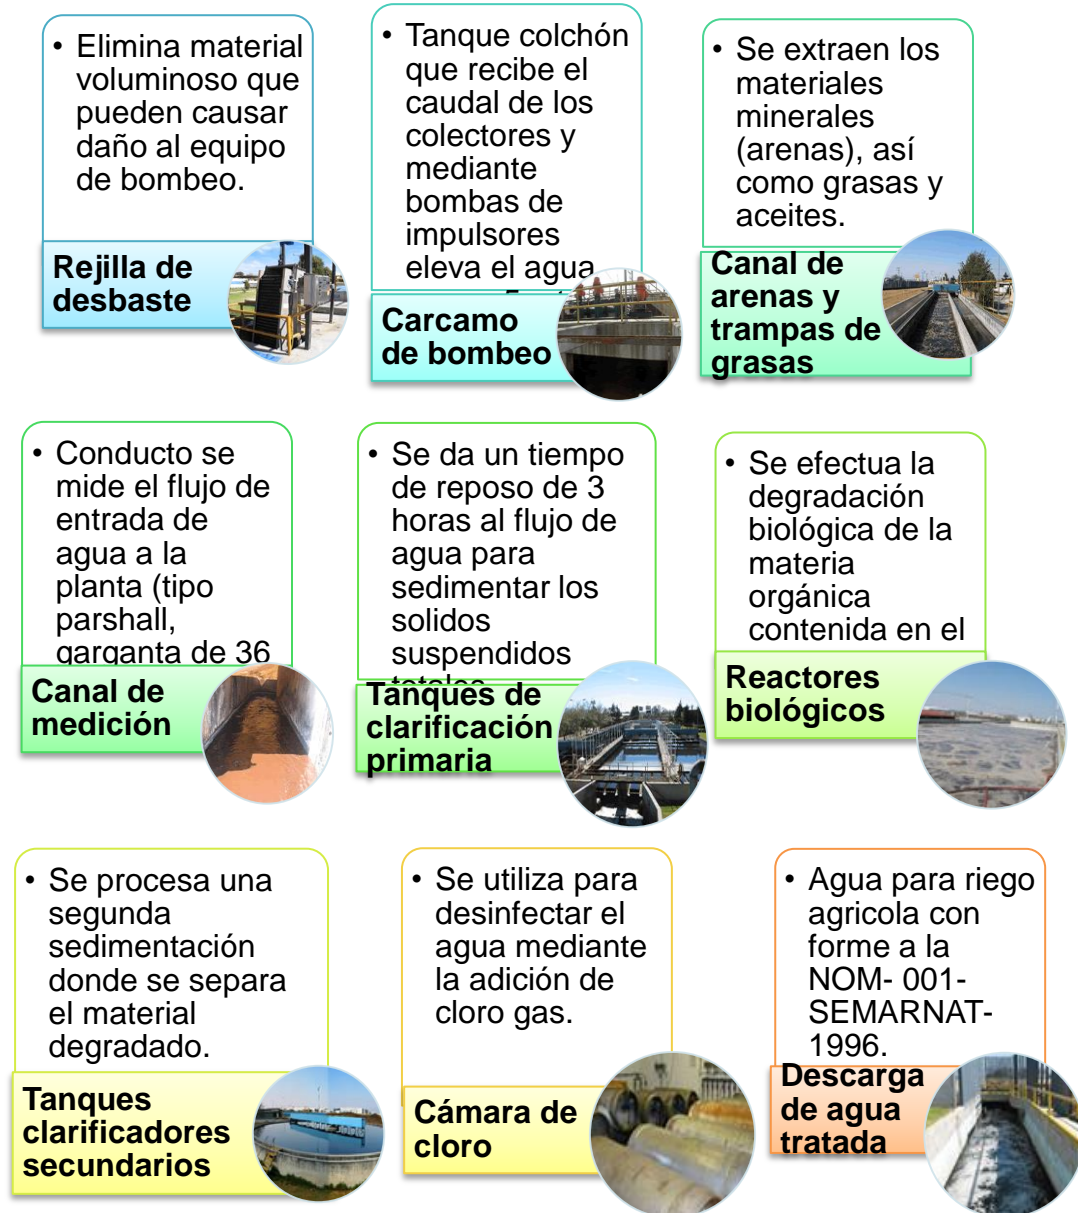 • Elimina material
voluminoso que
pueden causar
daño al equipo
de bombeo.
Rejilla de
desbaste
• Tanque colchón
que recibe el
caudal de los
colectores y
mediante
bombas de
impulsores
eleva el agua
Carcamo
de bombeo
• Se extraen los
materiales
minerales
(arenas), así
como grasas y
aceites.
Canal de
arenas y
trampas de
grasas
• Conducto se
mide el flujo de
entrada de
agua a la
planta (tipo
parshall,
garganta de 36
Canal de
medición
• Se da un tiempo
de reposo de 3
horas al flujo de
agua para
sedimentar los
solidos
suspendidos
totales
Tanques de
clarificación
primaria
• Se efectua la
degradación
biológica de la
materia
orgánica
contenida en el
Reactores
biológicos
• Se procesa una
segunda
sedimentación
donde se separa
el material
degradado.
Tanques
clarificadores
secundarios
• Se utiliza para
desinfectar el
agua mediante
la adición de
cloro gas.
Cámara de
cloro
• Agua para riego
agricola con
forme a la
NOM- 001-
SEMARNAT-
1996.
Descarga
de agua
tratada